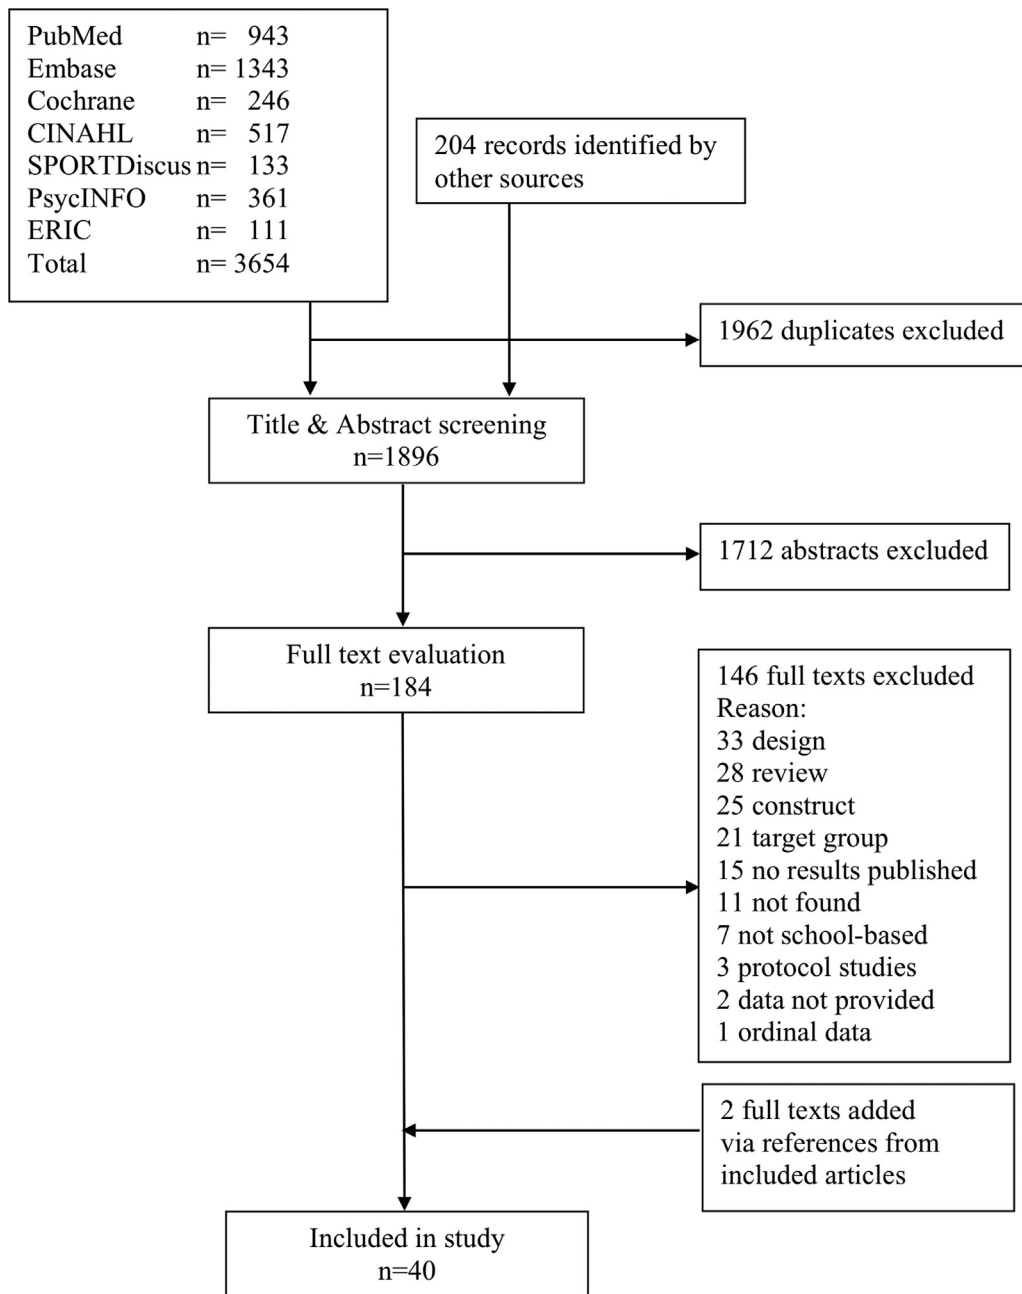 PubMed n= 943
Embase n= 1343
Cochrane n= 246
CINAHL n= 517
SPORTDiscus n= 133
PsycINFO n= 361
ERIC n= 111
Total n= 3654
204 records identified by
other sources
1962 duplicates excluded
Title & Abstract screening
n=1896
1712 abstracts excluded
Full text evaluation
n=184
146 full texts excluded
Reason:
33 design
28 review
25 construct
21 target group
15 no results published
11 not found
7 not school-based
3 protocol studies
2 data not provided
1 ordinal data
2 full texts added
via references from
included articles
Included in study
n=40